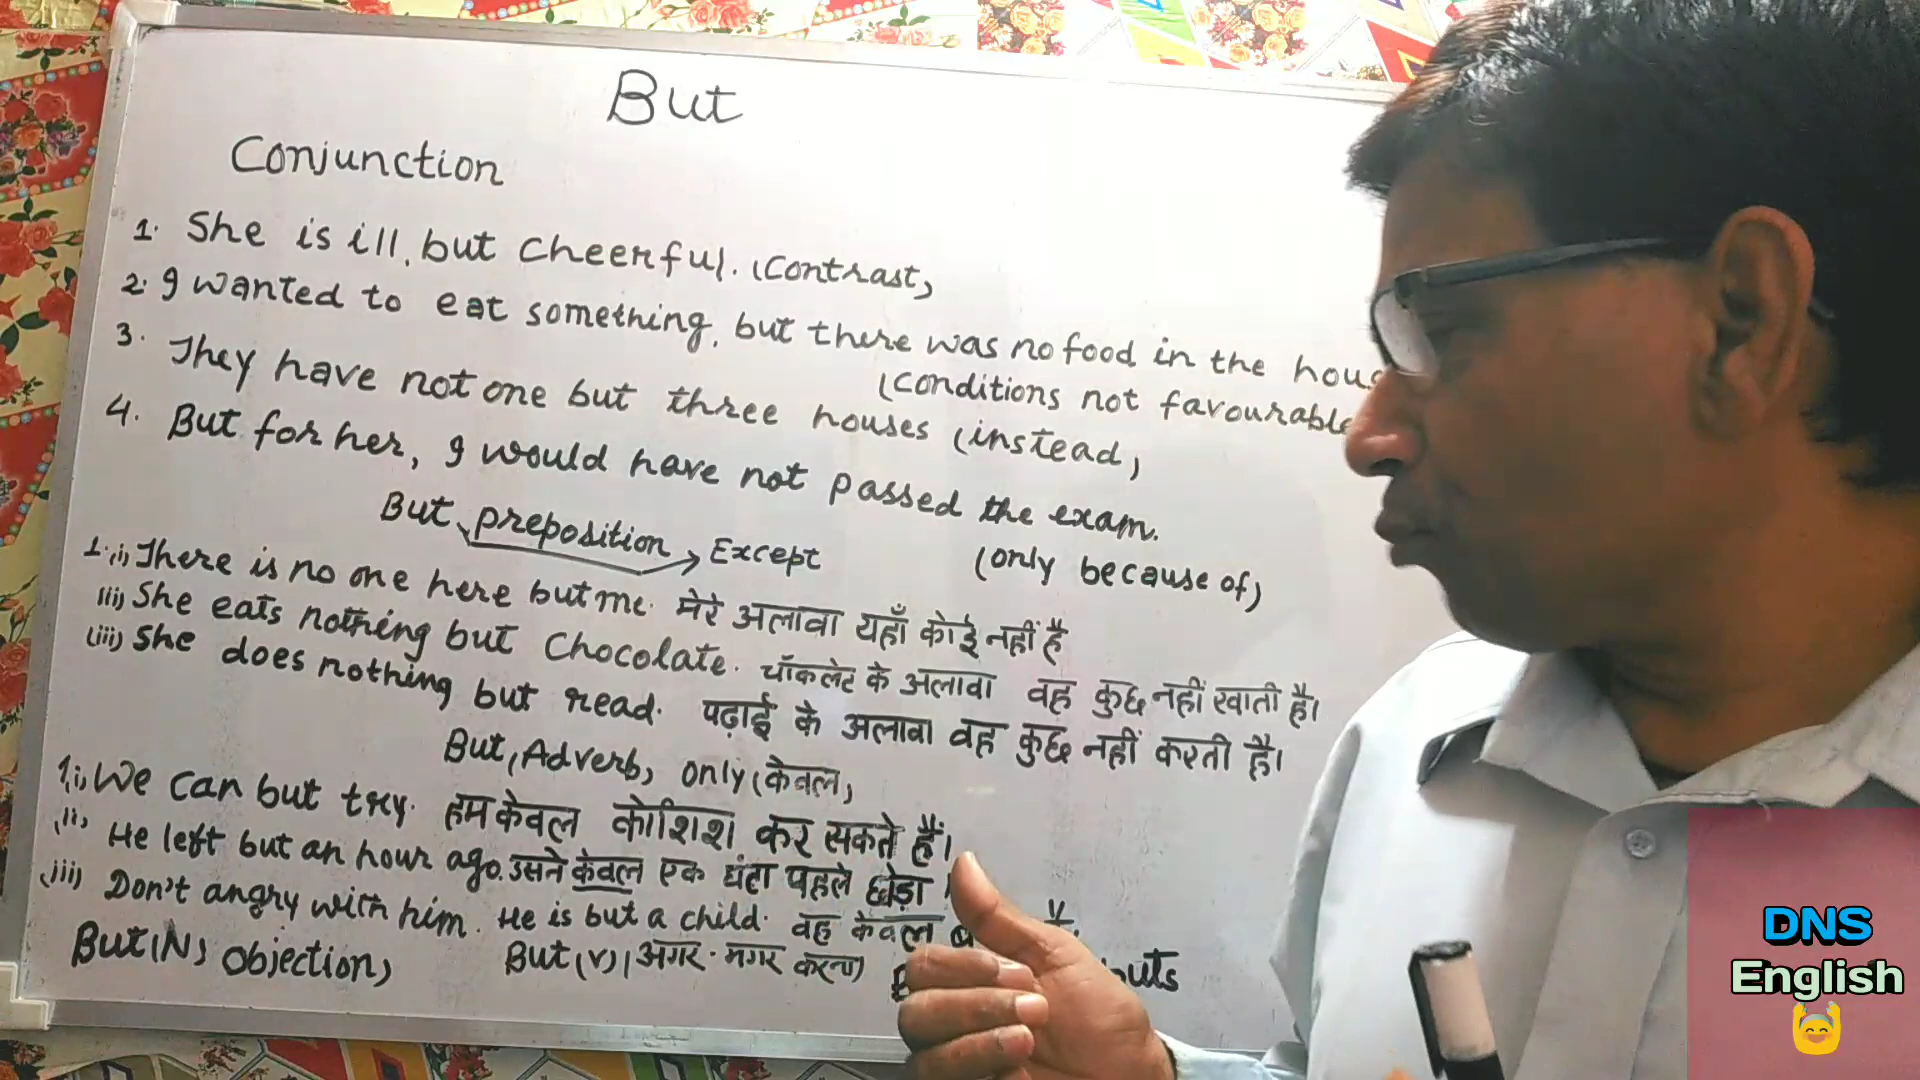 But
Conjunction
1. She is ill, but cheerful. (Contrast)
2. I wanted to eat something, but there was no food in the
(Conditions not favourable
3. They have not one but three houses (instead)
4. But for her, I would have not passed the exam.
(only because of)
But, preposition → Except
1. (i) There is no one here but me. मेरे अलावा यहाँ कोई नहीं है
(ii) She eats nothing but Chocolate. चॉकलेट के अलावा वह कुछ नहीं खाती है।
(iii) She does nothing but read. पढ़ाई के अलावा वह कुछ नहीं करती है।
But, Adverb, only (केवल)
1. (i) We can but try. हम केवल कोशिश कर सकते हैं।
(ii) He left but an hour ago. उसने केवल एक घंटा पहले छोड़ा
(iii) Don't angry with him. He is but a child. वह केवल
But (N) objection) But (V) (अगर-मगर करना)
DNS
English